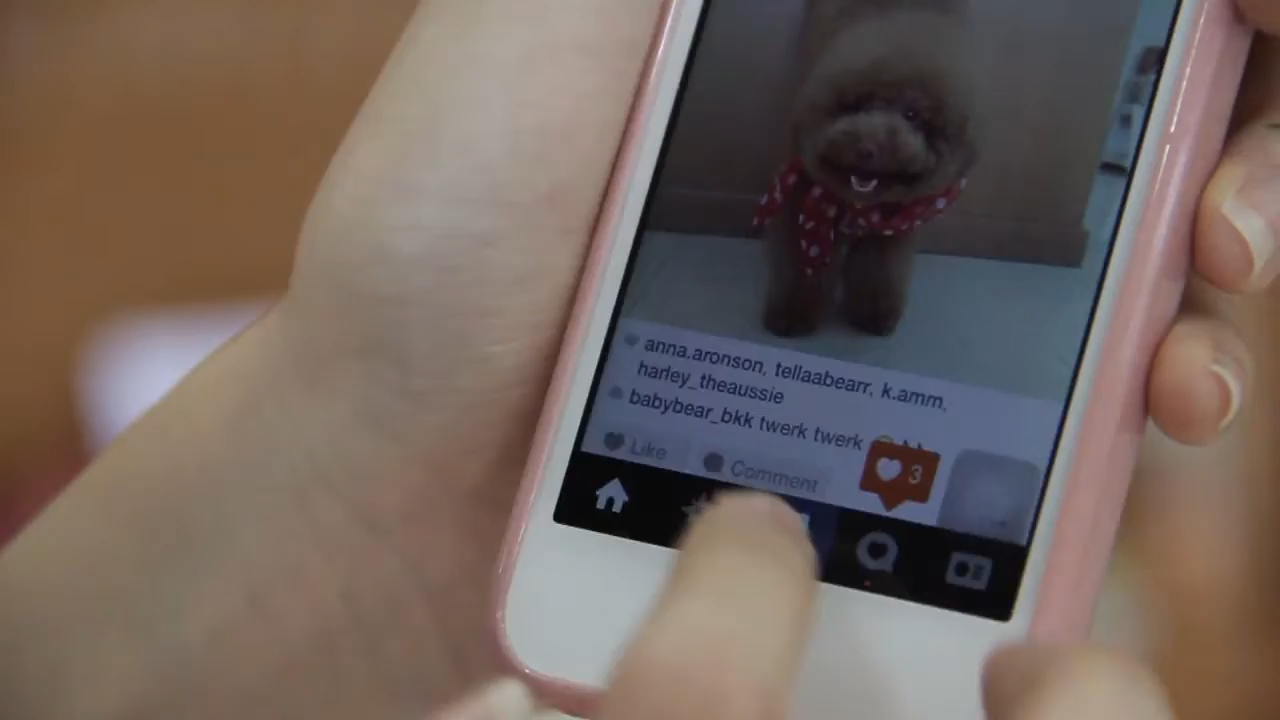 anna.aronson, tellaabearr, k.amm,
harley_theaussie
babybear_bkk twerk twerk
Like Comment 3